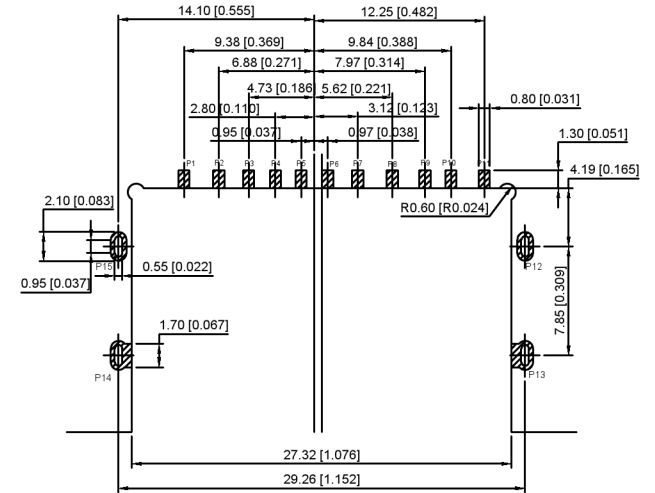 14.10 [0.555]
12.25 [0.482]
9.38 [0.369]
9.84 [0.388]
6.88 [0.271]
7.97 [0.314]
4.73 [0.186]
5.62 [0.221]
0.80 [0.031]
2.80 [0.110]
3.12 [0.123]
0.95 [0.037]
0.97 [0.038]
1.30 [0.051]
P1
P2
P3
P4
P5
P6
P7
P8
P9
P10
4.19 [0.165]
2.10 [0.083]
R0.60 [R0.024]
P15
0.55 [0.022]
P12
0.95 [0.037]
7.85 [0.309]
1.70 [0.067]
P14
P13
27.32 [1.076]
29.26 [1.152]